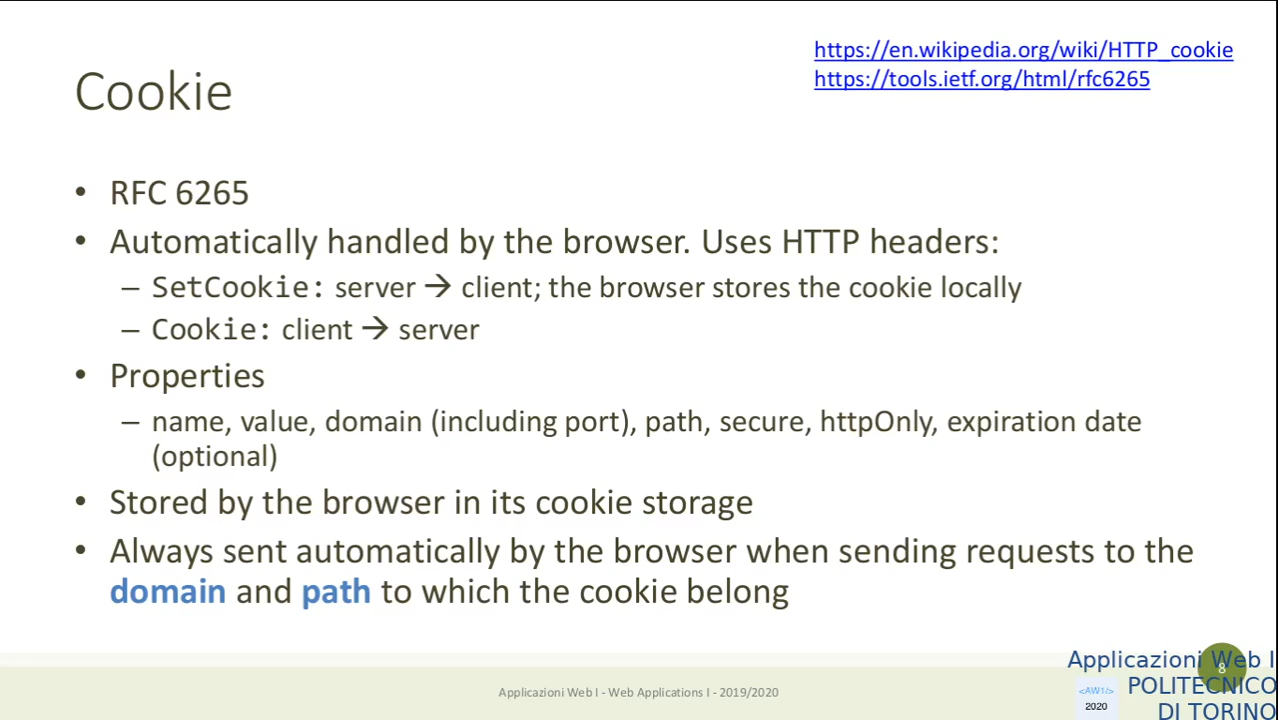 https://en.wikipedia.org/wiki/HTTP_cookie
https://tools.ietf.org/html/rfc6265
Cookie
• RFC 6265
• Automatically handled by the browser. Uses HTTP headers:
– SetCookie: server → client; the browser stores the cookie locally
– Cookie: client → server
• Properties
– name, value, domain (including port), path, secure, httpOnly, expiration date
(optional)
• Stored by the browser in its cookie storage
• Always sent automatically by the browser when sending requests to the
domain and path to which the cookie belong
Applicazioni Web I - Web Applications I - 2019/2020
8
Applicazioni Web I
POLITECNICO
DI TORINO
<AW1/>
2020